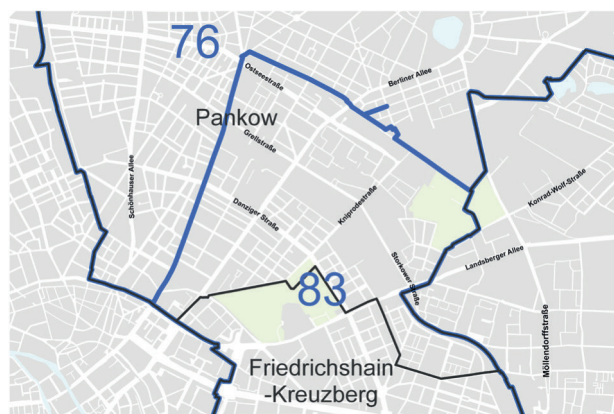 76
Ostseestraße
Berliner Allee
Pankow
Grellstraße
Schönhauser Allee
Kniprodestraße
Konrad-Wolf-Straße
Danziger Straße
Storkower Straße
Landsberger Allee
83
Möllendorffstraße
Friedrichshain
-Kreuzberg